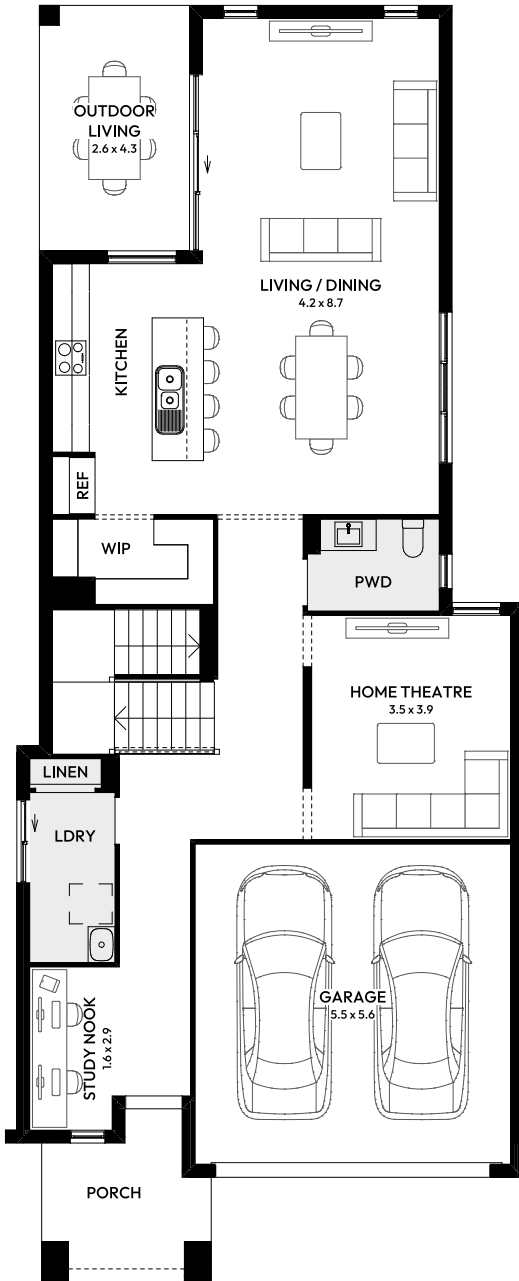 OUTDOOR
LIVING
2.6 x 4.3
LIVING / DINING
4.2 x 8.7
KITCHEN
REF
WIP
PWD
HOME THEATRE
3.5 x 3.9
LINEN
LDRY
GARAGE
5.5 x 5.6
STUDY NOOK
1.6 x 2.9
PORCH